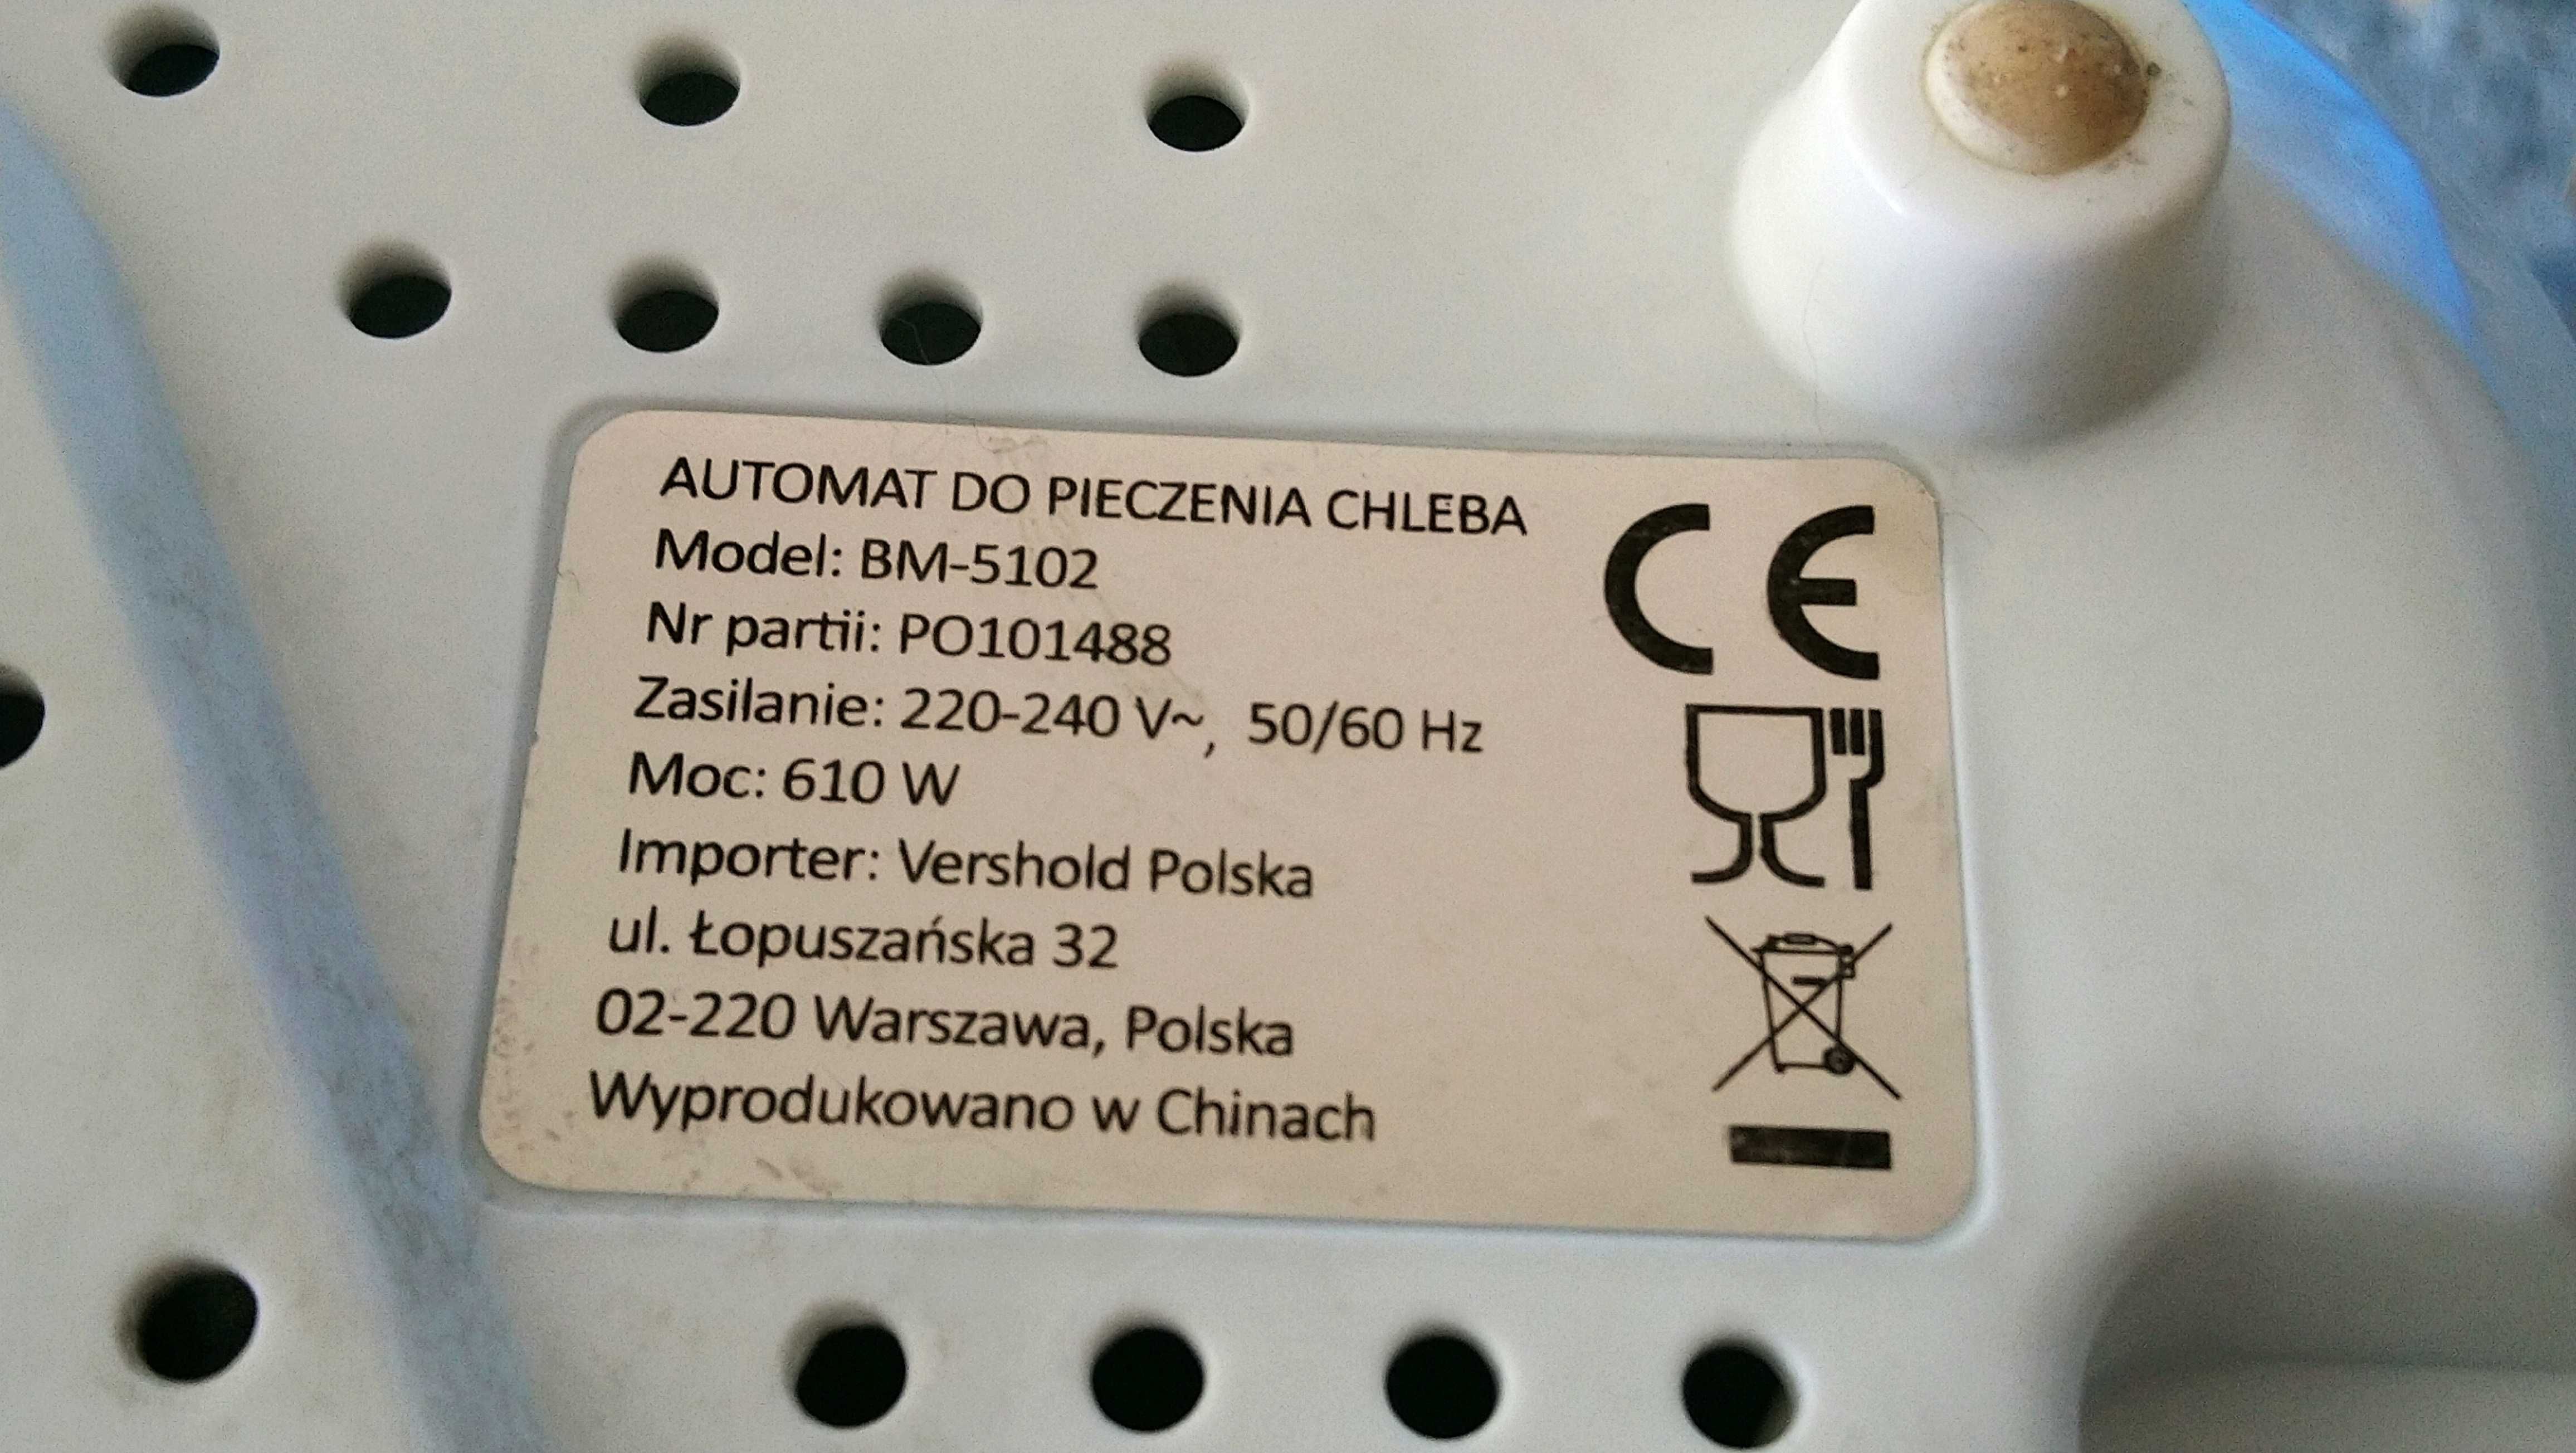 AUTOMAT DO PIECZENIA CHLEBA
Model: BM-5102
Nr partii: PO101488
Zasilanie: 220-240 V~, 50/60 Hz
Moc: 610 W
Importer: Vershold Polska
ul. Łopuszańska 32
02-220 Warszawa, Polska
Wyprodukowano w Chinach
CE